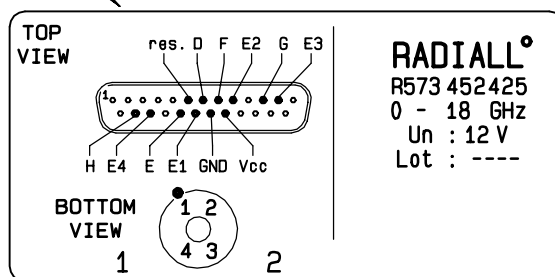 TOP
VIEW
res. D F E2 G E3
1
H E4 E E1 GND Vcc
BOTTOM
VIEW
1 2
4 3
1 2
RADIALL°
R573 452425
0 - 18 GHz
Un : 12 V
Lot : ----